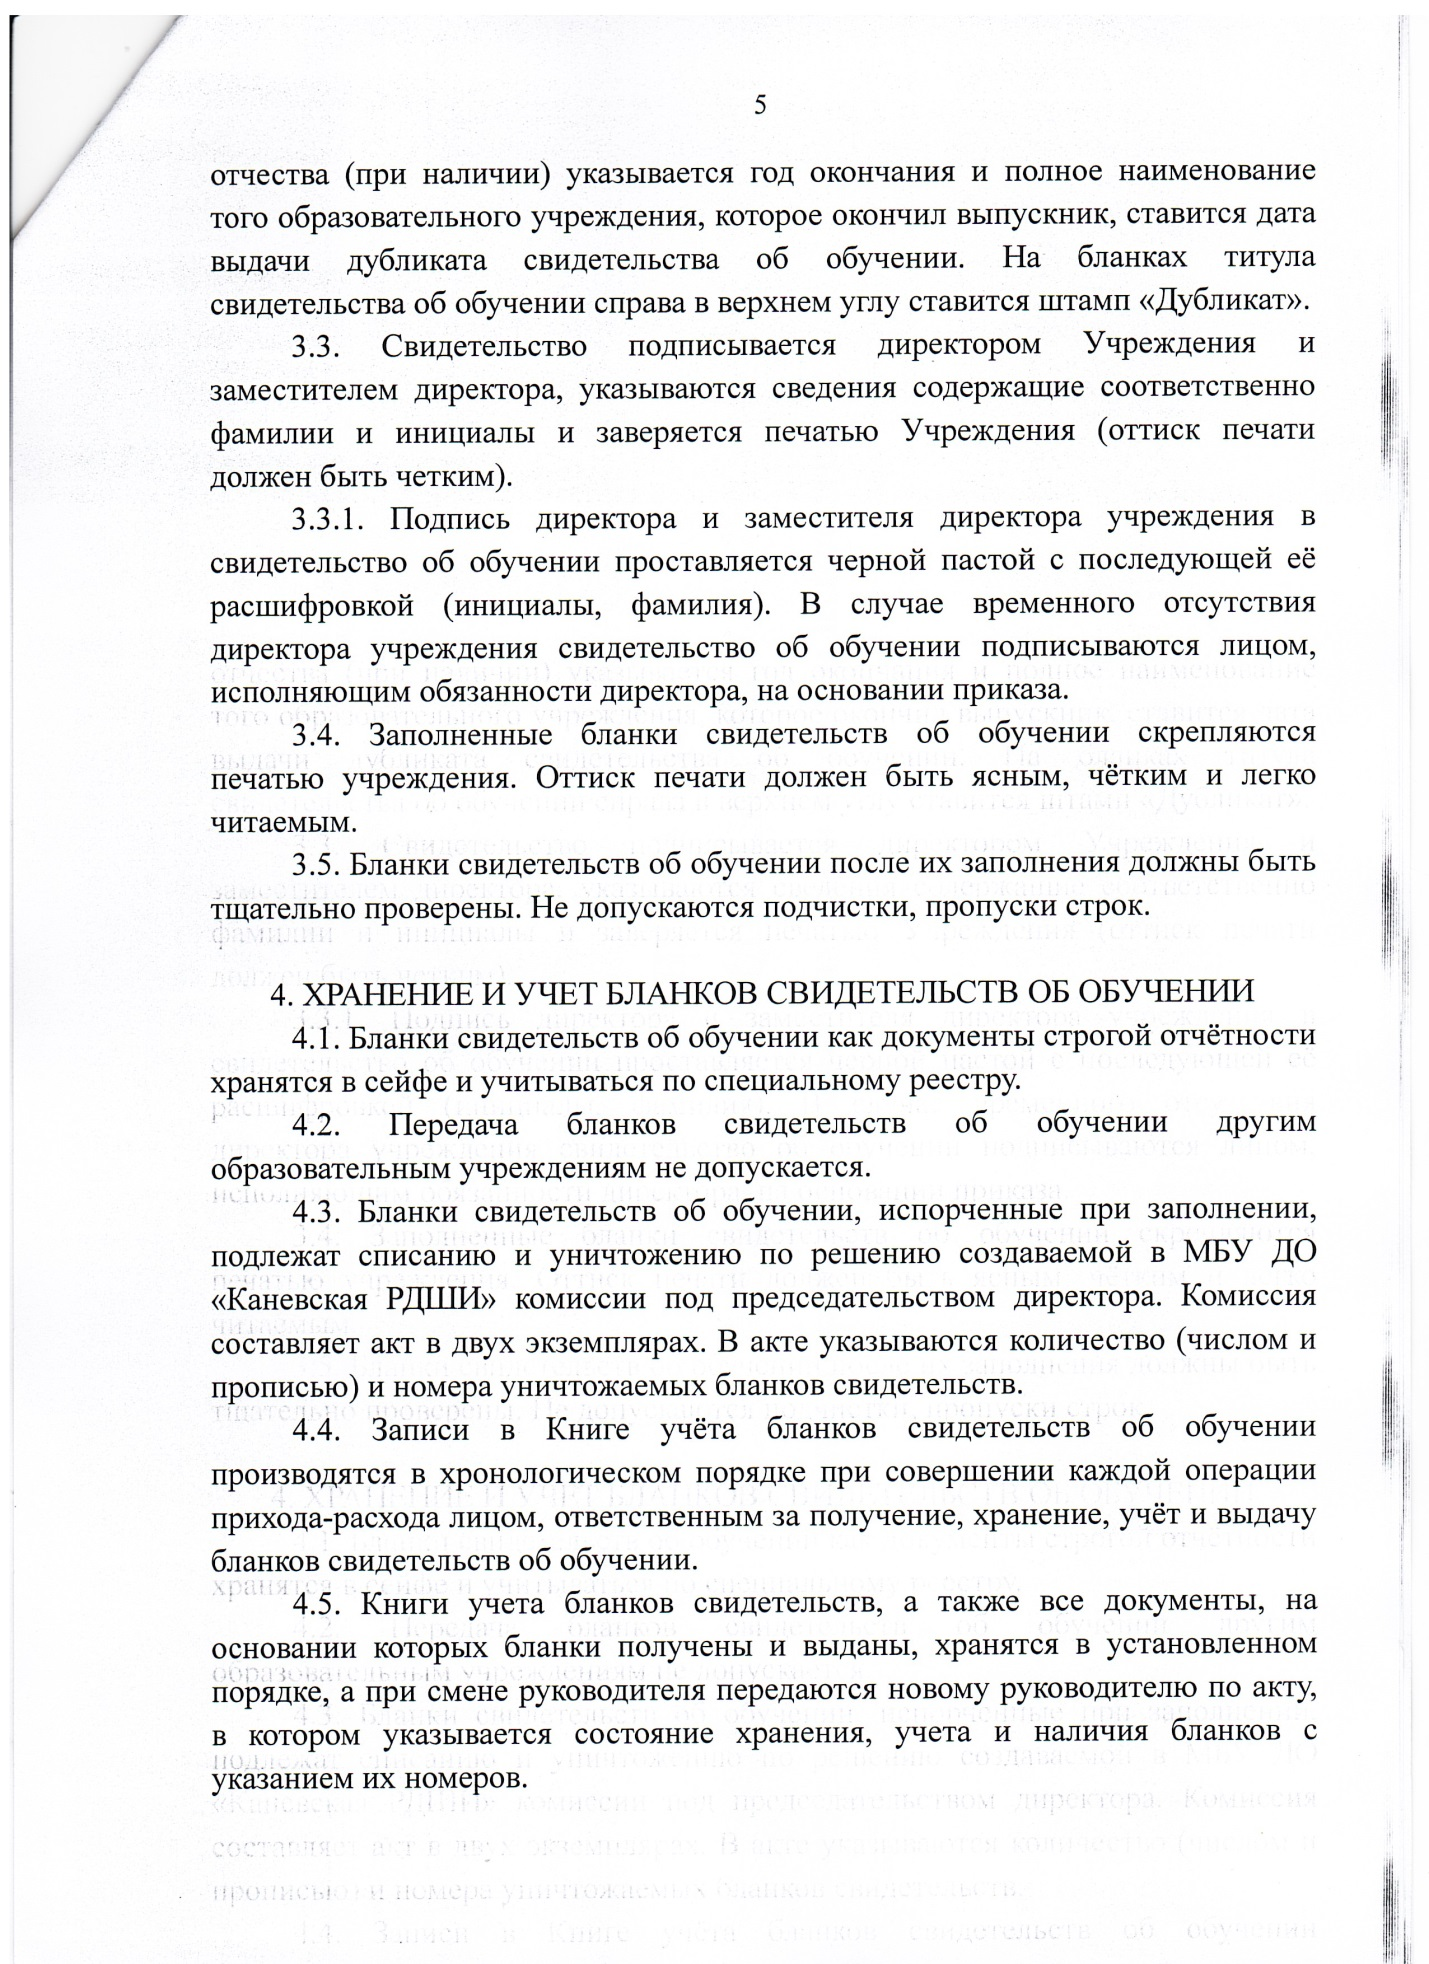 5
отчества (при наличии) указывается год окончания и полное наименование
того образовательного учреждения, которое окончил выпускник, ставится дата
выдачи дубликата свидетельства об обучении. На бланках титула
свидетельства об обучении справа в верхнем углу ставится штамп «Дубликат».
3.3. Свидетельство подписывается директором Учреждения и
заместителем директора, указываются сведения содержащие соответственно
фамилии и инициалы и заверяется печатью Учреждения (оттиск печати
должен быть четким).
3.3.1. Подпись директора и заместителя директора учреждения в
свидетельство об обучении проставляется черной пастой с последующей её
расшифровкой (инициалы, фамилия). В случае временного отсутствия
директора учреждения свидетельство об обучении подписываются лицом,
исполняющим обязанности директора, на основании приказа.
3.4. Заполненные бланки свидетельств об обучении скрепляются
печатью учреждения. Оттиск печати должен быть ясным, чётким и легко
читаемым.
3.5. Бланки свидетельств об обучении после их заполнения должны быть
тщательно проверены. Не допускаются подчистки, пропуски строк.
4. ХРАНЕНИЕ И УЧЕТ БЛАНКОВ СВИДЕТЕЛЬСТВ ОБ ОБУЧЕНИИ
4.1. Бланки свидетельств об обучении как документы строгой отчётности
хранятся в сейфе и учитываться по специальному реестру.
4.2. Передача бланков свидетельств об обучении другим
образовательным учреждениям не допускается.
4.3. Бланки свидетельств об обучении, испорченные при заполнении,
подлежат списанию и уничтожению по решению создаваемой в МБУ ДО
«Каневская РДШИ» комиссии под председательством директора. Комиссия
составляет акт в двух экземплярах. В акте указываются количество (числом и
прописью) и номера уничтожаемых бланков свидетельств.
4.4. Записи в Книге учёта бланков свидетельств об обучении
производятся в хронологическом порядке при совершении каждой операции
прихода-расхода лицом, ответственным за получение, хранение, учёт и выдачу
бланков свидетельств об обучении.
4.5. Книги учета бланков свидетельств, а также все документы, на
основании которых бланки получены и выданы, хранятся в установленном
порядке, а при смене руководителя передаются новому руководителю по акту,
в котором указывается состояние хранения, учета и наличия бланков с
указанием их номеров.